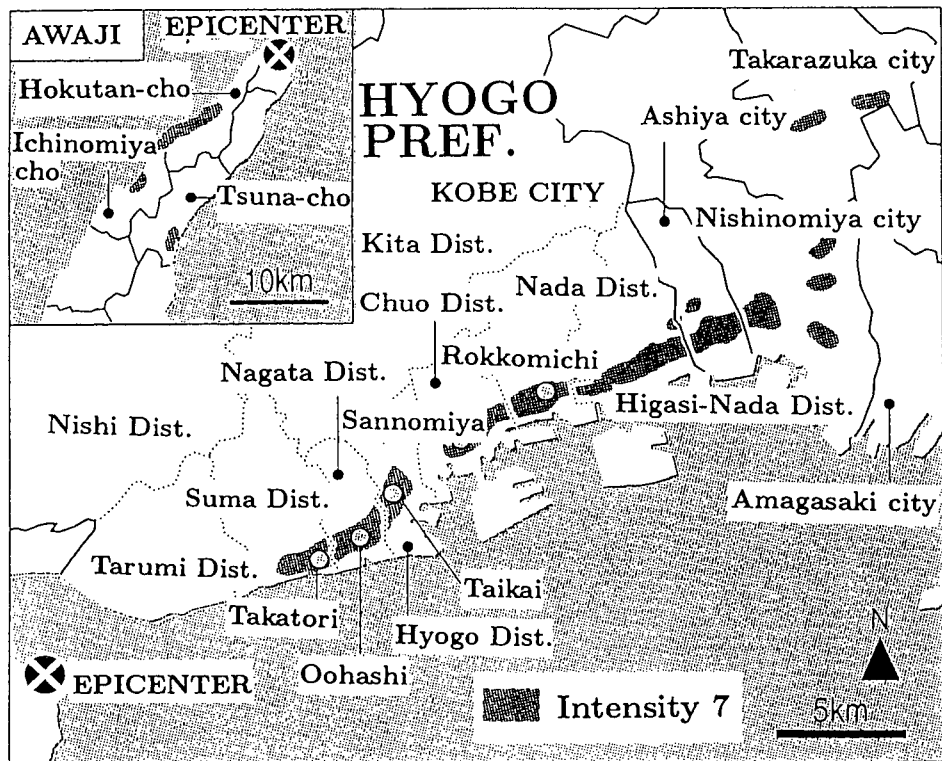 AWAJI
EPICENTER
Hokutan-cho
Ichinomiya
cho
Tsuna-cho
10km
HYOGO
PREF.
KOBE CITY
Takarazuka city
Ashiya city
Nishinomiya city
Kita Dist.
Nada Dist.
Chuo Dist.
Rokkomichi
Nagata Dist.
Sannomiya
Higasi-Nada Dist.
Nishi Dist.
Suma Dist.
Amagasaki city
Tarumi Dist.
Taikai
Takatori
Hyogo Dist.
Oohashi
N
EPICENTER
Intensity 7
5km